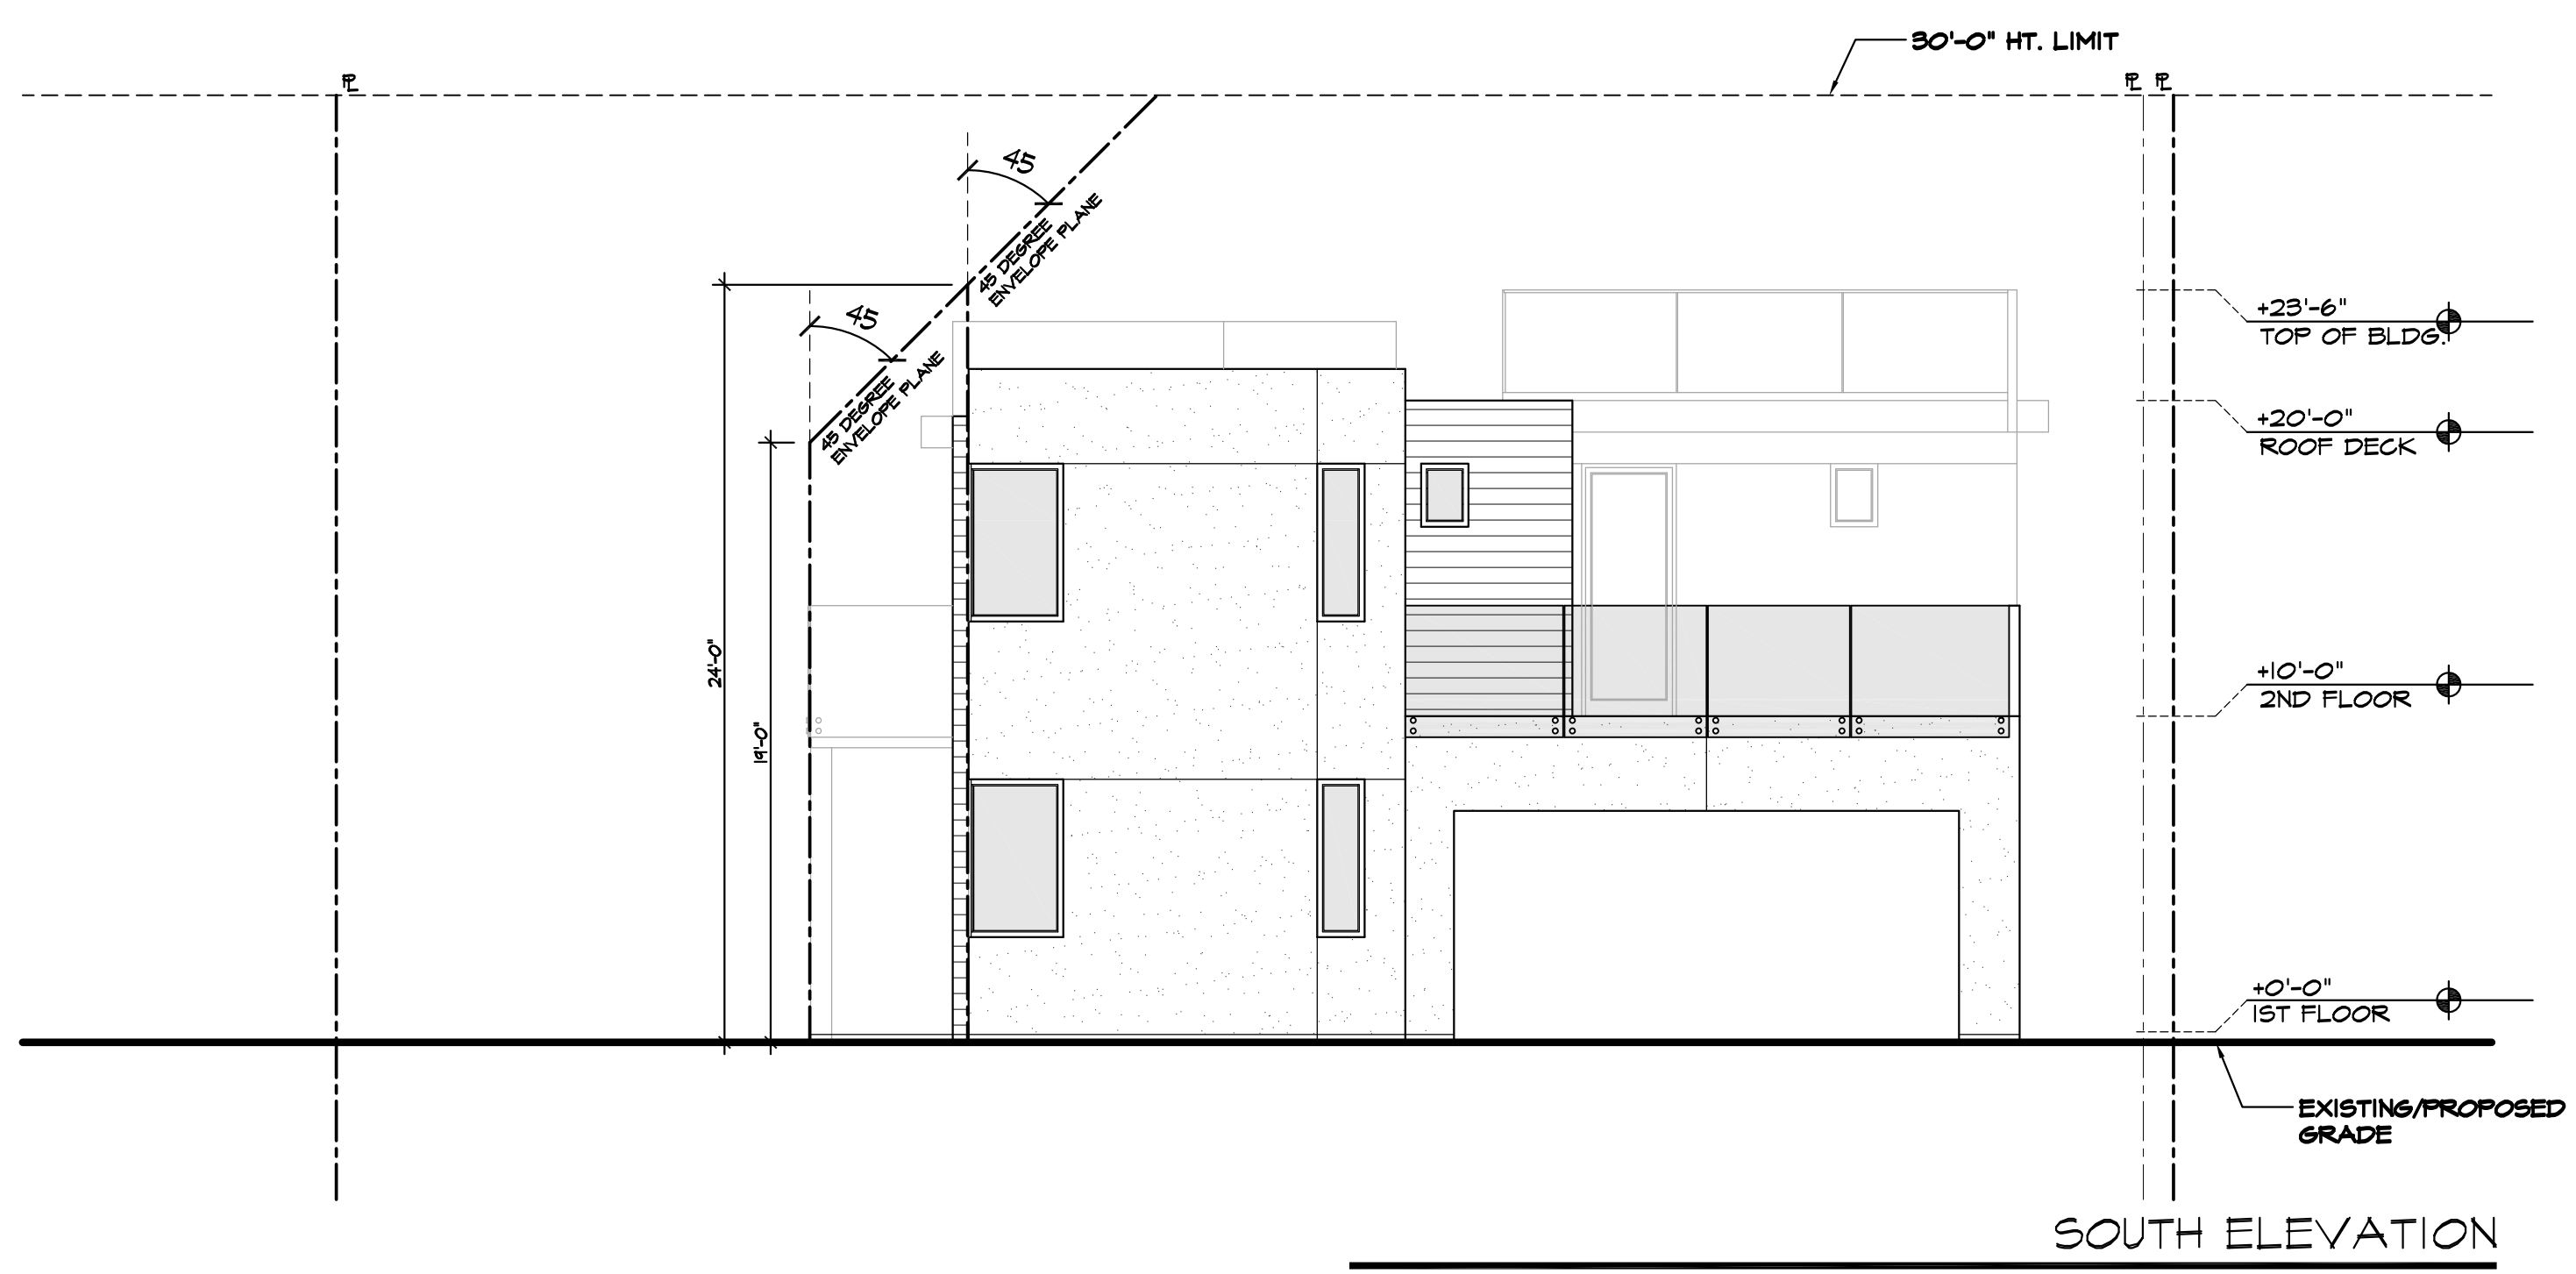 30'-0" HT. LIMIT
PL
PL PL
45
45 DEGREE
ENVELOPE PLANE
45
45 DEGREE
ENVELOPE PLANE
24'-0"
19'-0"
+23'-6"
TOP OF BLDG.
+20'-0"
ROOF DECK
+10'-0"
2ND FLOOR
+0'-0"
1ST FLOOR
EXISTING/PROPOSED
GRADE
SOUTH ELEVATION